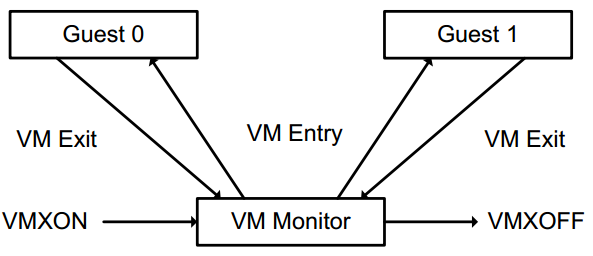 Guest 0
Guest 1
VM Exit
VM Entry
VM Exit
VMXON
VM Monitor
VMXOFF